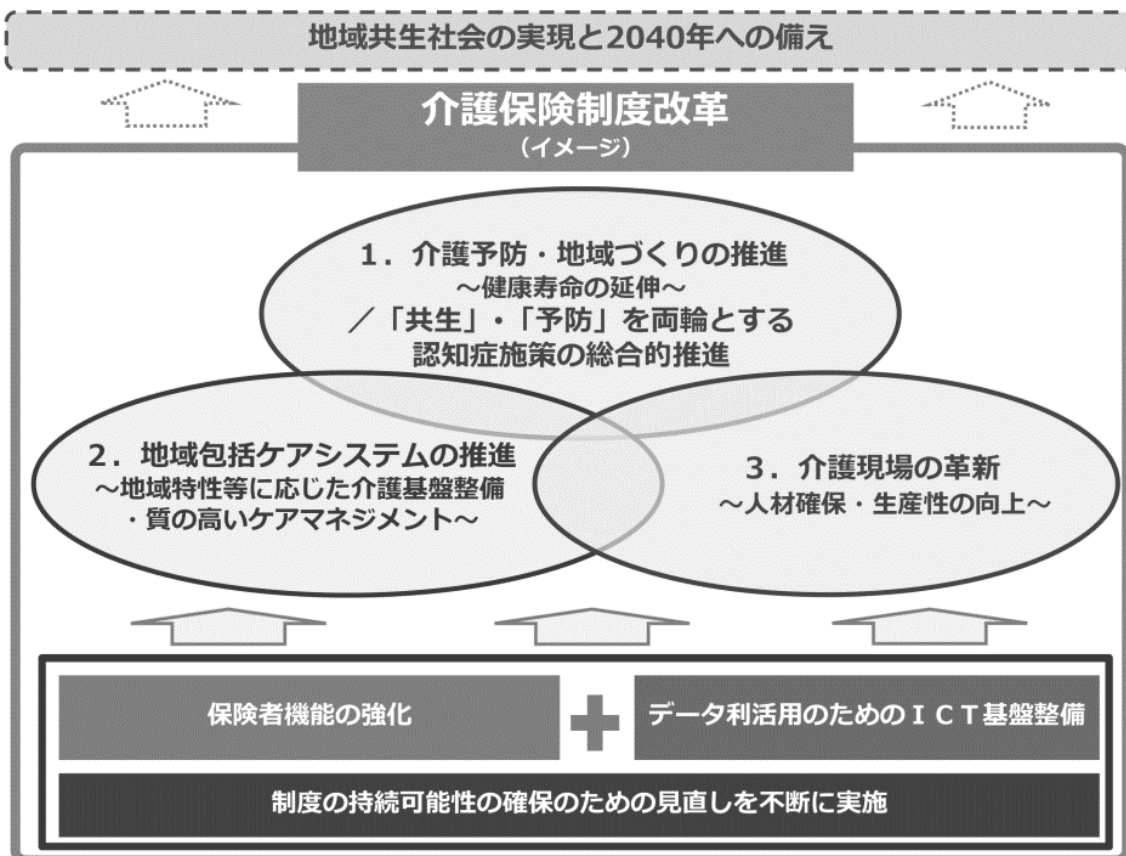 地域共生社会の実現と2040年への備え
介護保険制度改革
（イメージ）
１．介護予防・地域づくりの推進
～健康寿命の延伸～
／「共生」・「予防」を両輪とする
認知症施策の総合的推進
２．地域包括ケアシステムの推進
～地域特性等に応じた介護基盤整備
・質の高いケアマネジメント～
３．介護現場の革新
～人材確保・生産性の向上～
保険者機能の強化
データ利活用のためのＩＣＴ基盤整備
制度の持続可能性の確保のための見直しを不断に実施